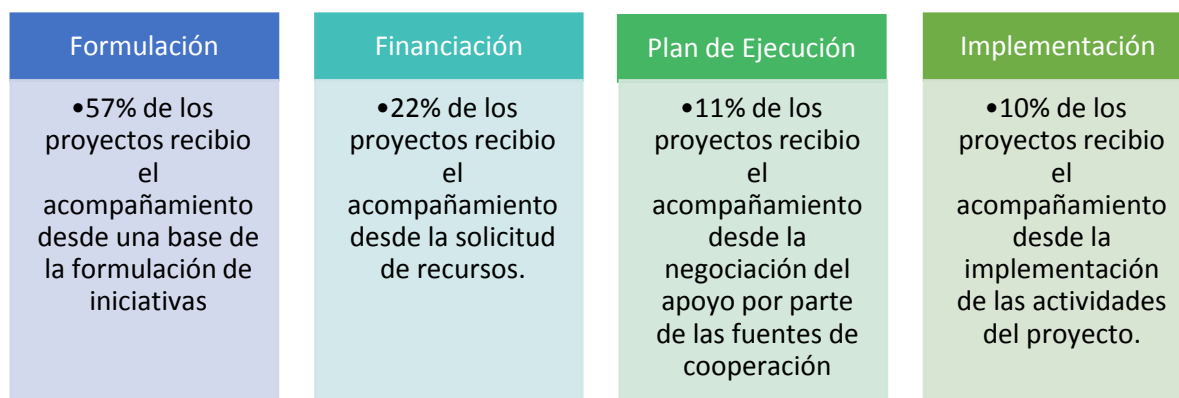 Formulación
•57% de los
proyectos recibio
el
acompañamiento
desde una base de
la formulación de
iniciativas
Financiación
•22% de los
proyectos recibio
el
acompañamiento
desde la solicitud
de recursos.
Plan de Ejecución
•11% de los
proyectos recibio
el
acompañamiento
desde la
negociación del
apoyo por parte
de las fuentes de
cooperación
Implementación
•10% de los
proyectos recibio
el
acompañamiento
desde la
implementación
de las actividades
del proyecto.